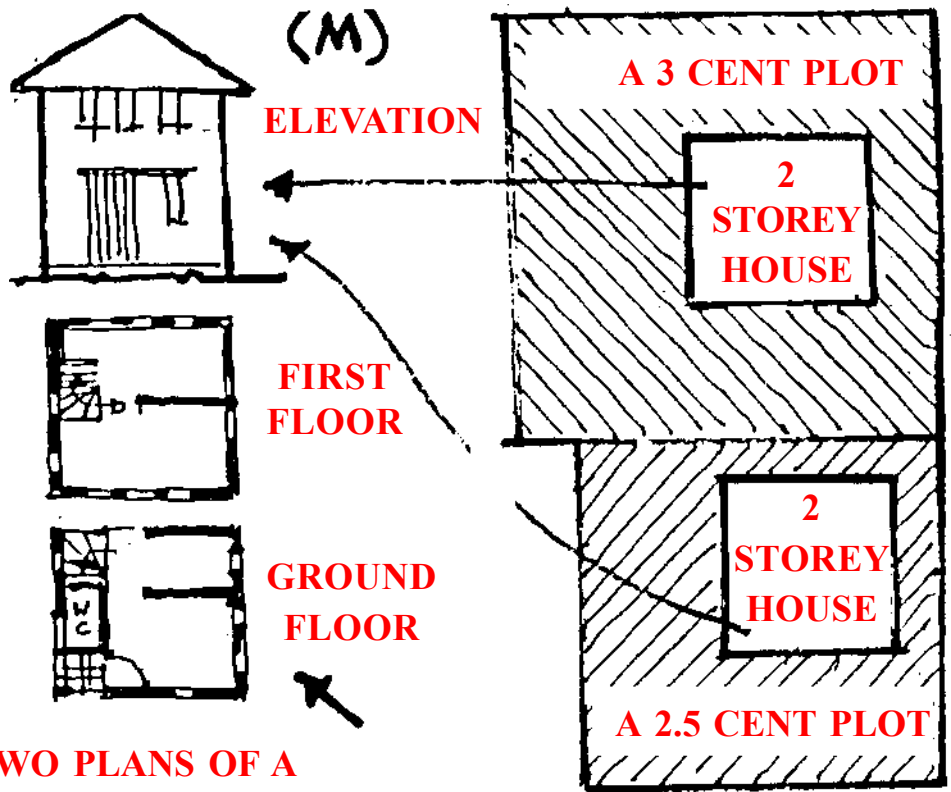 (M)
ELEVATION
FIRST
FLOOR
GROUND
FLOOR
WC
WO PLANS OF A
A 3 CENT PLOT
2
STOREY
HOUSE
2
STOREY
HOUSE
A 2.5 CENT PLOT